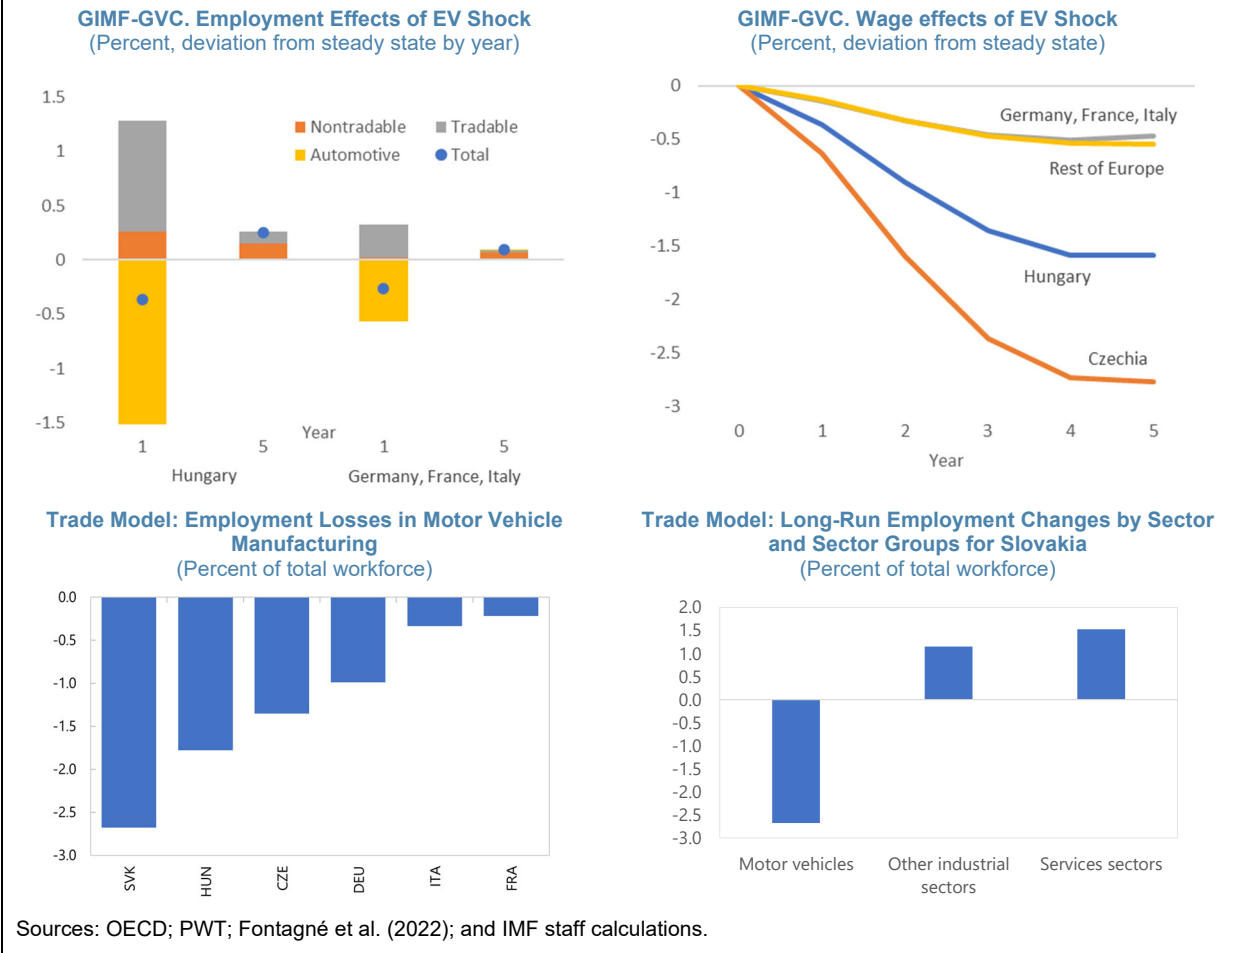 GIMF-GVC. Employment Effects of EV Shock
(Percent, deviation from steady state by year)
1.5
1
0.5
0
-0.5
-1
-1.5
Nontradable
Tradable
Automotive
Total
Year
1
5
1
5
Hungary
Germany, France, Italy
GIMF-GVC. Wage effects of EV Shock
(Percent, deviation from steady state)
0
-0.5
-1
-1.5
-2
-2.5
-3
Germany, France, Italy
Rest of Europe
Hungary
Czechia
0
1
2
3
4
5
Year
Trade Model: Employment Losses in Motor Vehicle
Manufacturing
(Percent of total workforce)
0.0
-0.5
-1.0
-1.5
-2.0
-2.5
-3.0
SVK
HUN
CZE
DEU
ITA
FRA
Trade Model: Long-Run Employment Changes by Sector
and Sector Groups for Slovakia
(Percent of total workforce)
2.0
1.5
1.0
0.5
0.0
-0.5
-1.0
-1.5
-2.0
-2.5
-3.0
Motor vehicles
Other industrial
sectors
Services sectors
Sources: OECD; PWT; Fontagné et al. (2022); and IMF staff calculations.